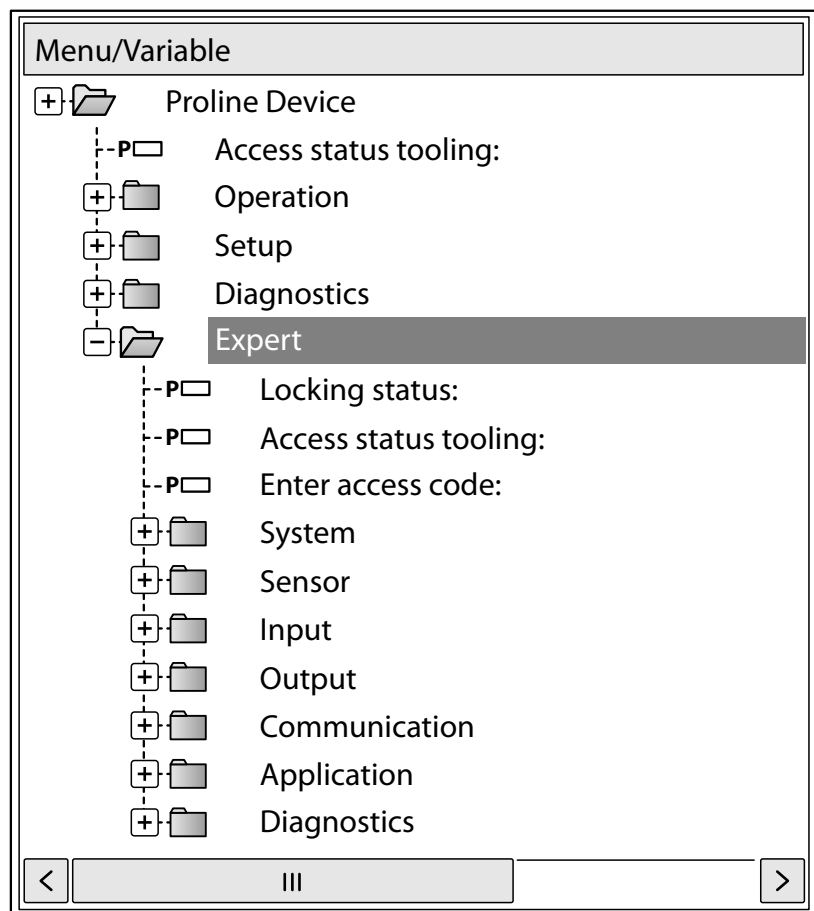 Menu/Variable
Proline Device
P Access status tooling:
Operation
Setup
Diagnostics
Expert
P Locking status:
P Access status tooling:
P Enter access code:
System
Sensor
Input
Output
Communication
Application
Diagnostics